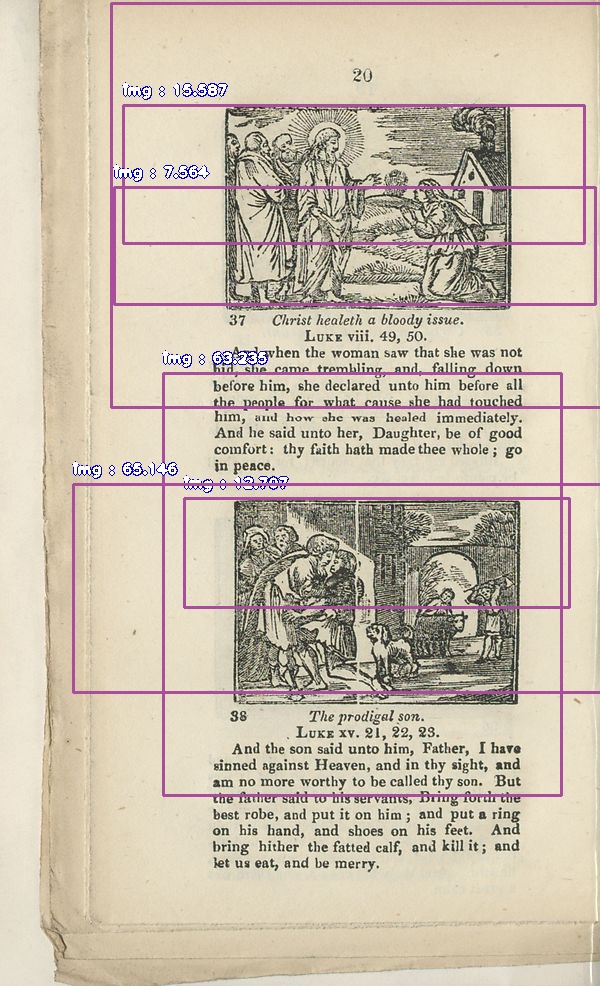 20
img : 15.587
img : 7.564
37 Christ healeth a bloody issue.
LUKE viii. 49, 50.
And when the woman saw that she was not
img : 63.235
hid, she came trembling, and, falling down
before him, she declared unto him before all
the people for what cause she had touched
him, and how she was healed immediately.
And he said unto her, Daughter, be of good
comfort: thy faith hath made thee whole; go
in peace.
img : 65.146
img : 12.707
38 The prodigal son.
LUKE xv. 21, 22, 23.
And the son said unto him, Father, I have
sinned against Heaven, and in thy sight, and
am no more worthy to be called thy son. But
the father said to his servants, Bring forth the
best robe, and put it on him; and put a ring
on his hand, and shoes on his feet. And
bring hither the fatted calf, and kill it; and
let us eat, and be merry.